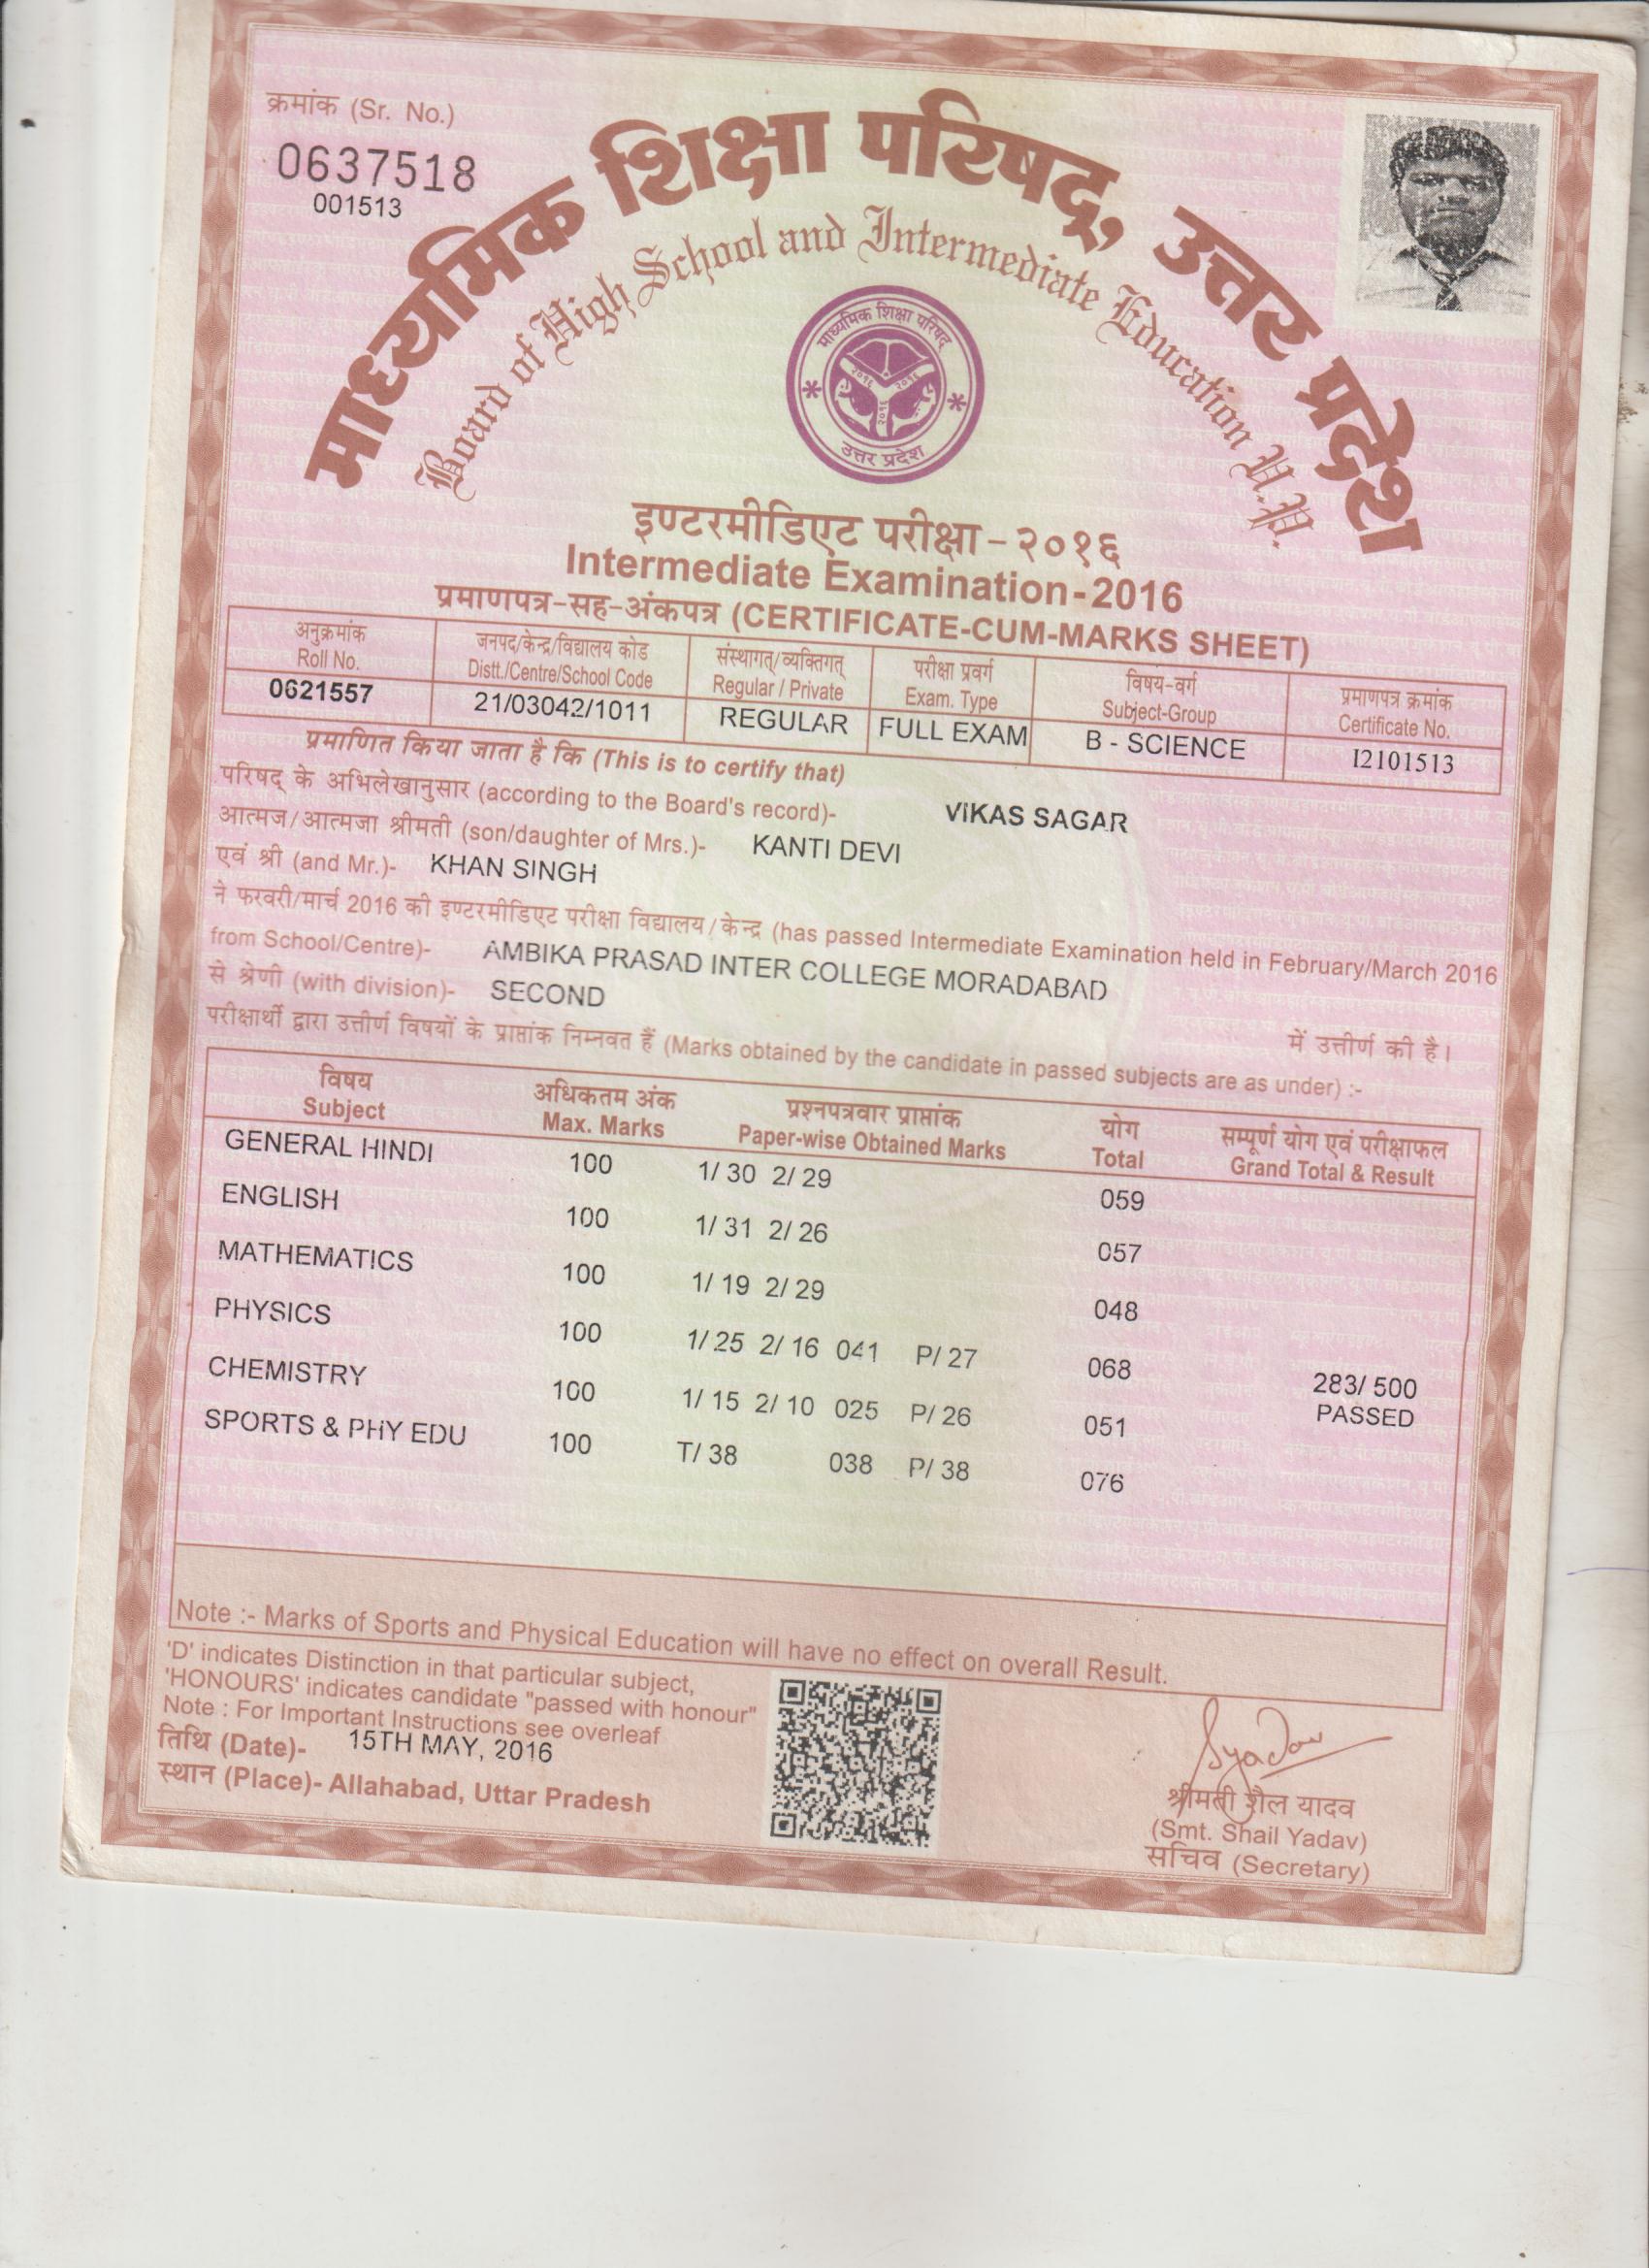 क्रमांक (Sr. No.)
0637518
001513
माध्यमिक शिक्षा परिषद्, उत्तर प्रदेश
Board of High School and Intermediate Education U.P.
माध्यमिक शिक्षा परिषद्
२०१६ २०१६
२०१६
उत्तर प्रदेश
इण्टरमीडिएट परीक्षा-२०१६
Intermediate Examination-2016
प्रमाणपत्र-सह-अंकपत्र (CERTIFICATE-CUM-MARKS SHEET)
अनुक्रमांक जनपद/केन्द्र/विद्यालय कोड संस्थागत्/व्यक्तिगत् परीक्षा प्रवर्ग विषय-वर्ग प्रमाणपत्र क्रमांक
Roll No. Distt./Centre/School Code Regular / Private Exam. Type Subject-Group Certificate No.
0621557 21/03042/1011 REGULAR FULL EXAM B - SCIENCE I2101513
प्रमाणित किया जाता है कि (This is to certify that)
परिषद् के अभिलेखानुसार (according to the Board's record)- VIKAS SAGAR
आत्मज/आत्मजा श्रीमती (son/daughter of Mrs.)- KANTI DEVI
एवं श्री (and Mr.)- KHAN SINGH
ने फरवरी/मार्च 2016 की इण्टरमीडिएट परीक्षा विद्यालय/केन्द्र (has passed Intermediate Examination held in February/March 2016
from School/Centre)- AMBIKA PRASAD INTER COLLEGE MORADABAD
से श्रेणी (with division)- SECOND में उत्तीर्ण की है।
परीक्षार्थी द्वारा उत्तीर्ण विषयों के प्राप्तांक निम्नवत हैं (Marks obtained by the candidate in passed subjects are as under) :-
विषय अधिकतम अंक प्रश्नपत्रवार प्राप्तांक योग सम्पूर्ण योग एवं परीक्षाफल
Subject Max. Marks Paper-wise Obtained Marks Total Grand Total & Result
GENERAL HINDI 100 1/ 30 2/ 29 059
ENGLISH 100 1/ 31 2/ 26 057
MATHEMATICS 100 1/ 19 2/ 29 048
PHYSICS 100 1/ 25 2/ 16 041 P/ 27 068 283/ 500
CHEMISTRY 100 1/ 15 2/ 10 025 P/ 26 051 PASSED
SPORTS & PHY EDU 100 T/ 38 038 P/ 38 076
Note :- Marks of Sports and Physical Education will have no effect on overall Result.
'D' indicates Distinction in that particular subject,
'HONOURS' indicates candidate "passed with honour"
Note : For Important Instructions see overleaf
तिथि (Date)- 15TH MAY, 2016
स्थान (Place)- Allahabad, Uttar Pradesh
Syadav
श्रीमती शैल यादव
(Smt. Shail Yadav)
सचिव (Secretary)